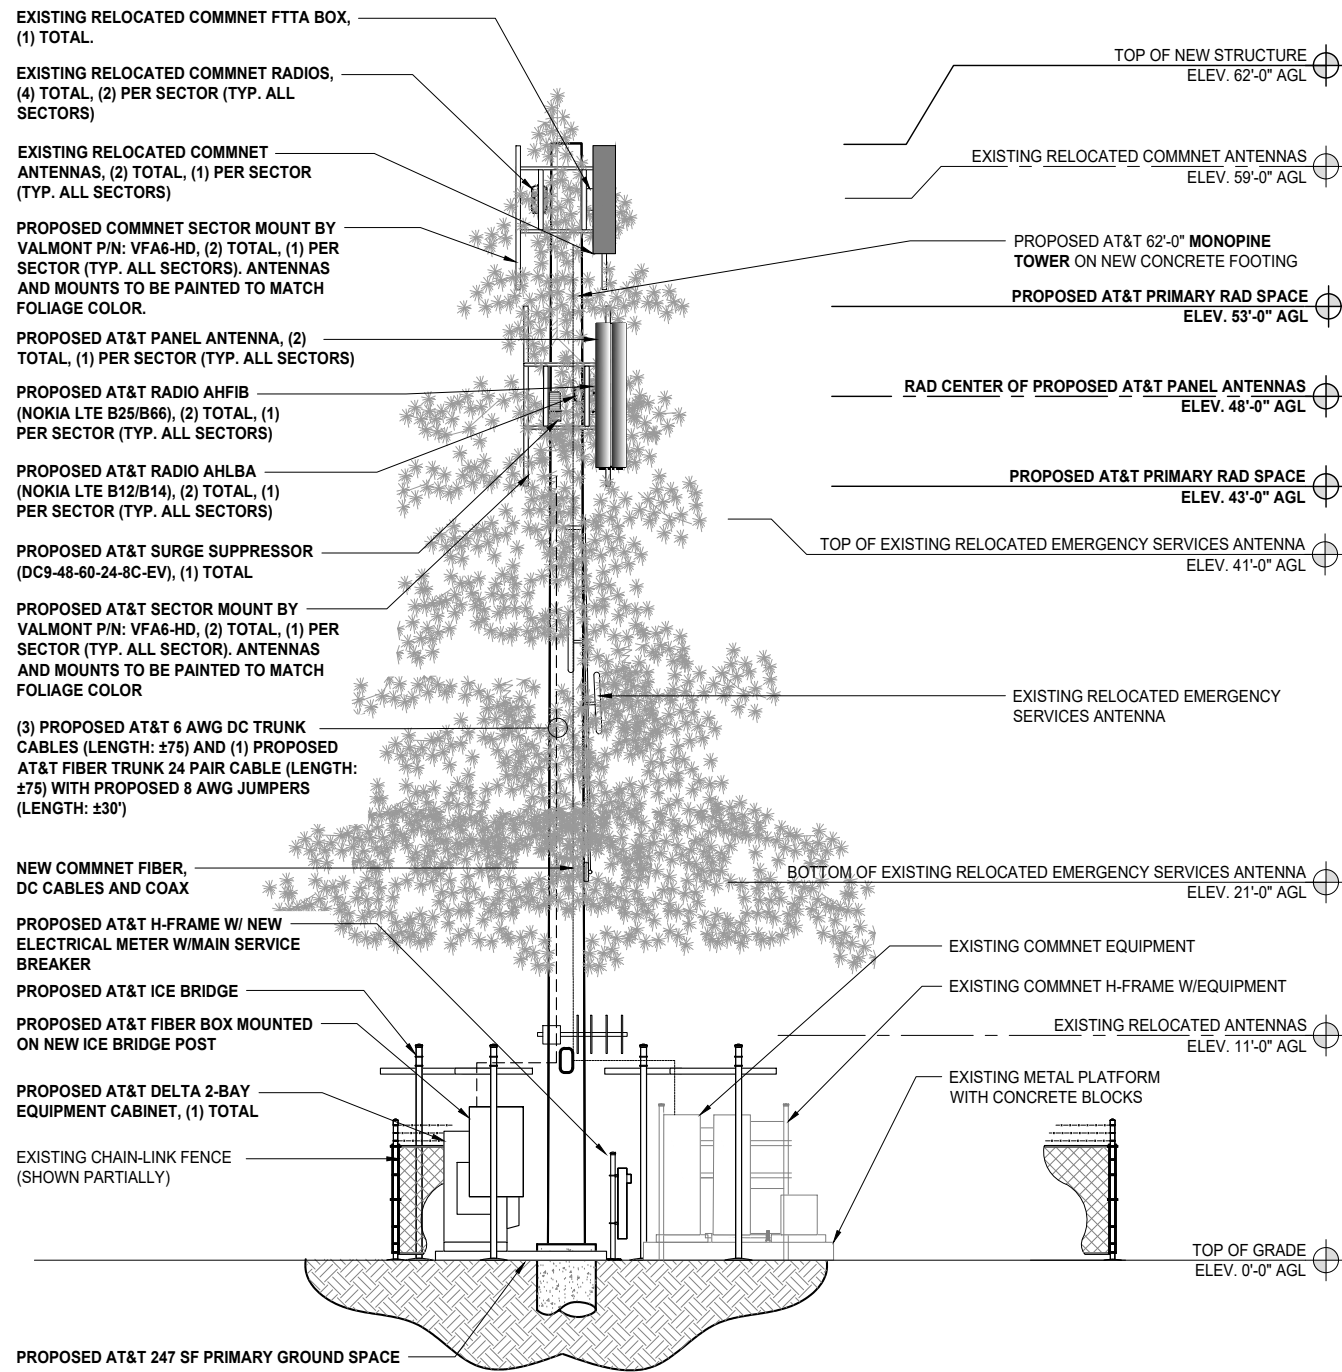 EXISTING RELOCATED COMMNET FTTA BOX,
(1) TOTAL.
EXISTING RELOCATED COMMNET RADIOS,
(4) TOTAL, (2) PER SECTOR (TYP. ALL
SECTORS)
EXISTING RELOCATED COMMNET
ANTENNAS, (2) TOTAL, (1) PER SECTOR
(TYP. ALL SECTORS)
PROPOSED COMMNET SECTOR MOUNT BY
VALMONT P/N: VFA6-HD, (2) TOTAL, (1) PER
SECTOR (TYP. ALL SECTORS). ANTENNAS
AND MOUNTS TO BE PAINTED TO MATCH
FOLIAGE COLOR.
PROPOSED AT&T PANEL ANTENNA, (2)
TOTAL, (1) PER SECTOR (TYP. ALL SECTORS)
PROPOSED AT&T RADIO AHFIB
(NOKIA LTE B25/B66), (2) TOTAL, (1)
PER SECTOR (TYP. ALL SECTORS)
PROPOSED AT&T RADIO AHLBA
(NOKIA LTE B12/B14), (2) TOTAL, (1)
PER SECTOR (TYP. ALL SECTORS)
PROPOSED AT&T SURGE SUPPRESSOR
(DC9-48-60-24-8C-EV), (1) TOTAL
PROPOSED AT&T SECTOR MOUNT BY
VALMONT P/N: VFA6-HD, (2) TOTAL, (1) PER
SECTOR (TYP. ALL SECTOR). ANTENNAS
AND MOUNTS TO BE PAINTED TO MATCH
FOLIAGE COLOR
(3) PROPOSED AT&T 6 AWG DC TRUNK
CABLES (LENGTH: ±75) AND (1) PROPOSED
AT&T FIBER TRUNK 24 PAIR CABLE (LENGTH:
±75) WITH PROPOSED 8 AWG JUMPERS
(LENGTH: ±30')
NEW COMMNET FIBER,
DC CABLES AND COAX
PROPOSED AT&T H-FRAME W/ NEW
ELECTRICAL METER W/MAIN SERVICE
BREAKER
PROPOSED AT&T ICE BRIDGE
PROPOSED AT&T FIBER BOX MOUNTED
ON NEW ICE BRIDGE POST
PROPOSED AT&T DELTA 2-BAY
EQUIPMENT CABINET, (1) TOTAL
EXISTING CHAIN-LINK FENCE
(SHOWN PARTIALLY)
PROPOSED AT&T 247 SF PRIMARY GROUND SPACE
TOP OF NEW STRUCTURE
ELEV. 62'-0" AGL
EXISTING RELOCATED COMMNET ANTENNAS
ELEV. 59'-0" AGL
PROPOSED AT&T 62'-0" MONOPINE
TOWER ON NEW CONCRETE FOOTING
PROPOSED AT&T PRIMARY RAD SPACE
ELEV. 53'-0" AGL
RAD CENTER OF PROPOSED AT&T PANEL ANTENNAS
ELEV. 48'-0" AGL
PROPOSED AT&T PRIMARY RAD SPACE
ELEV. 43'-0" AGL
TOP OF EXISTING RELOCATED EMERGENCY SERVICES ANTENNA
ELEV. 41'-0" AGL
EXISTING RELOCATED EMERGENCY
SERVICES ANTENNA
BOTTOM OF EXISTING RELOCATED EMERGENCY SERVICES ANTENNA
ELEV. 21'-0" AGL
EXISTING COMMNET EQUIPMENT
EXISTING COMMNET H-FRAME W/EQUIPMENT
EXISTING RELOCATED ANTENNAS
ELEV. 11'-0" AGL
EXISTING METAL PLATFORM
WITH CONCRETE BLOCKS
TOP OF GRADE
ELEV. 0'-0" AGL